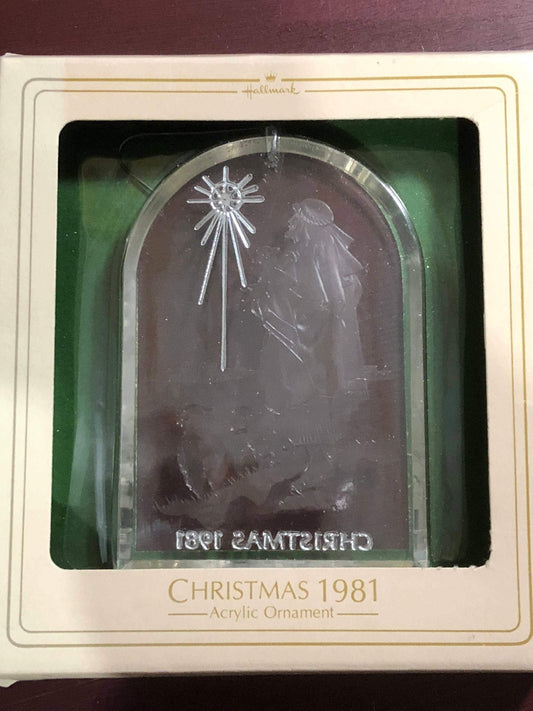 Hallmark
CHRISTMAS 1981
CHRISTMAS 1981
Acrylic Ornament